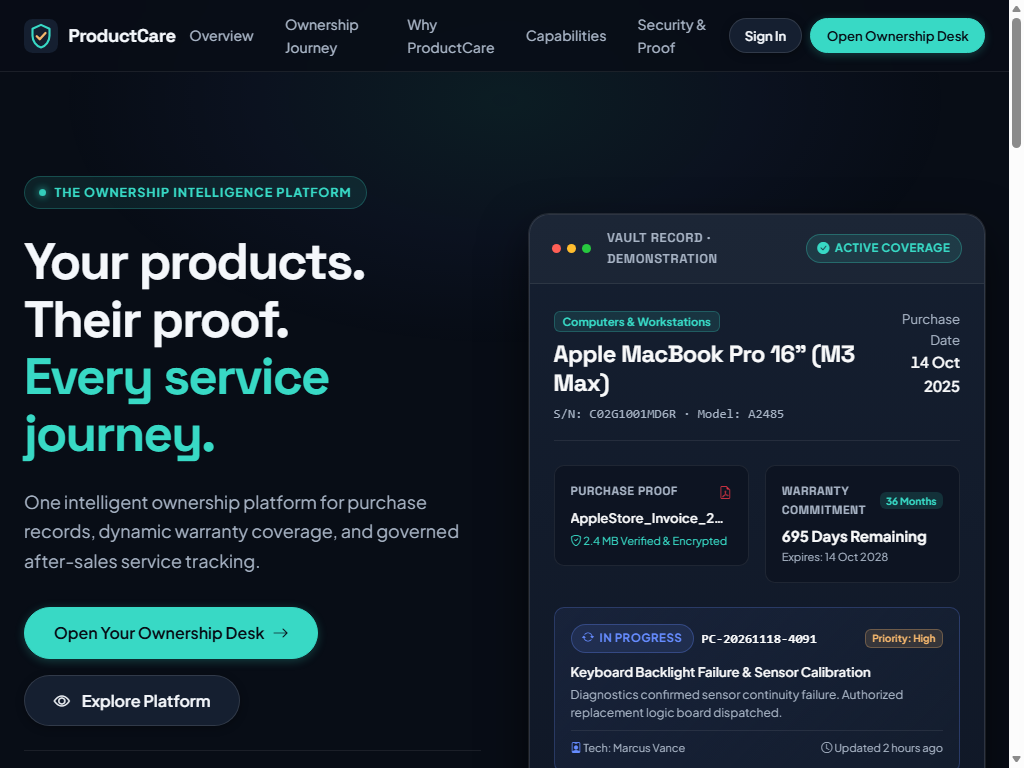 ProductCare
Overview
Ownership
Journey
Why
ProductCare
Capabilities
Security &
Proof
Sign In
Open Ownership Desk
THE OWNERSHIP INTELLIGENCE PLATFORM
Your products.
Their proof.
Every service
journey.
One intelligent ownership platform for purchase
records, dynamic warranty coverage, and governed
after-sales service tracking.
Open Your Ownership Desk →
Explore Platform
VAULT RECORD ·
DEMONSTRATION
ACTIVE COVERAGE
Computers & Workstations
Apple MacBook Pro 16” (M3
Max)
S/N: C02G1001MD6R · Model: A2485
Purchase
Date
14 Oct
2025
PURCHASE PROOF
AppleStore_Invoice_2…
2.4 MB Verified & Encrypted
WARRANTY
COMMITMENT
36 Months
695 Days Remaining
Expires: 14 Oct 2028
IN PROGRESS
PC-20261118-4091
Priority: High
Keyboard Backlight Failure & Sensor Calibration
Diagnostics confirmed sensor continuity failure. Authorized
replacement logic board dispatched.
Tech: Marcus Vance
Updated 2 hours ago